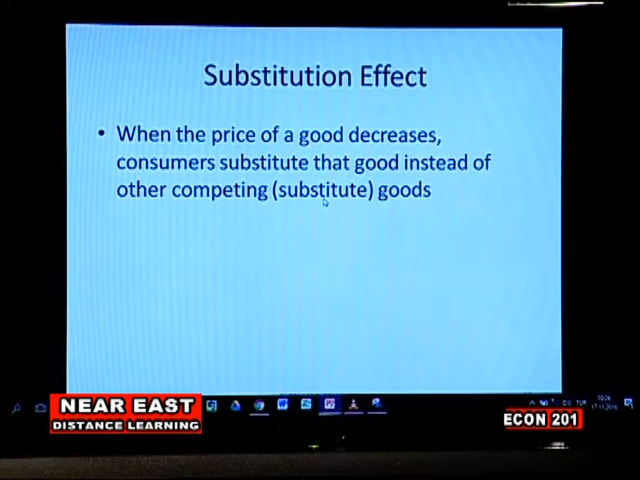 Substitution Effect
• When the price of a good decreases,
consumers substitute that good instead of
other competing (substitute) goods
NEAR EAST
DISTANCE LEARNING
ECON 201
TUR